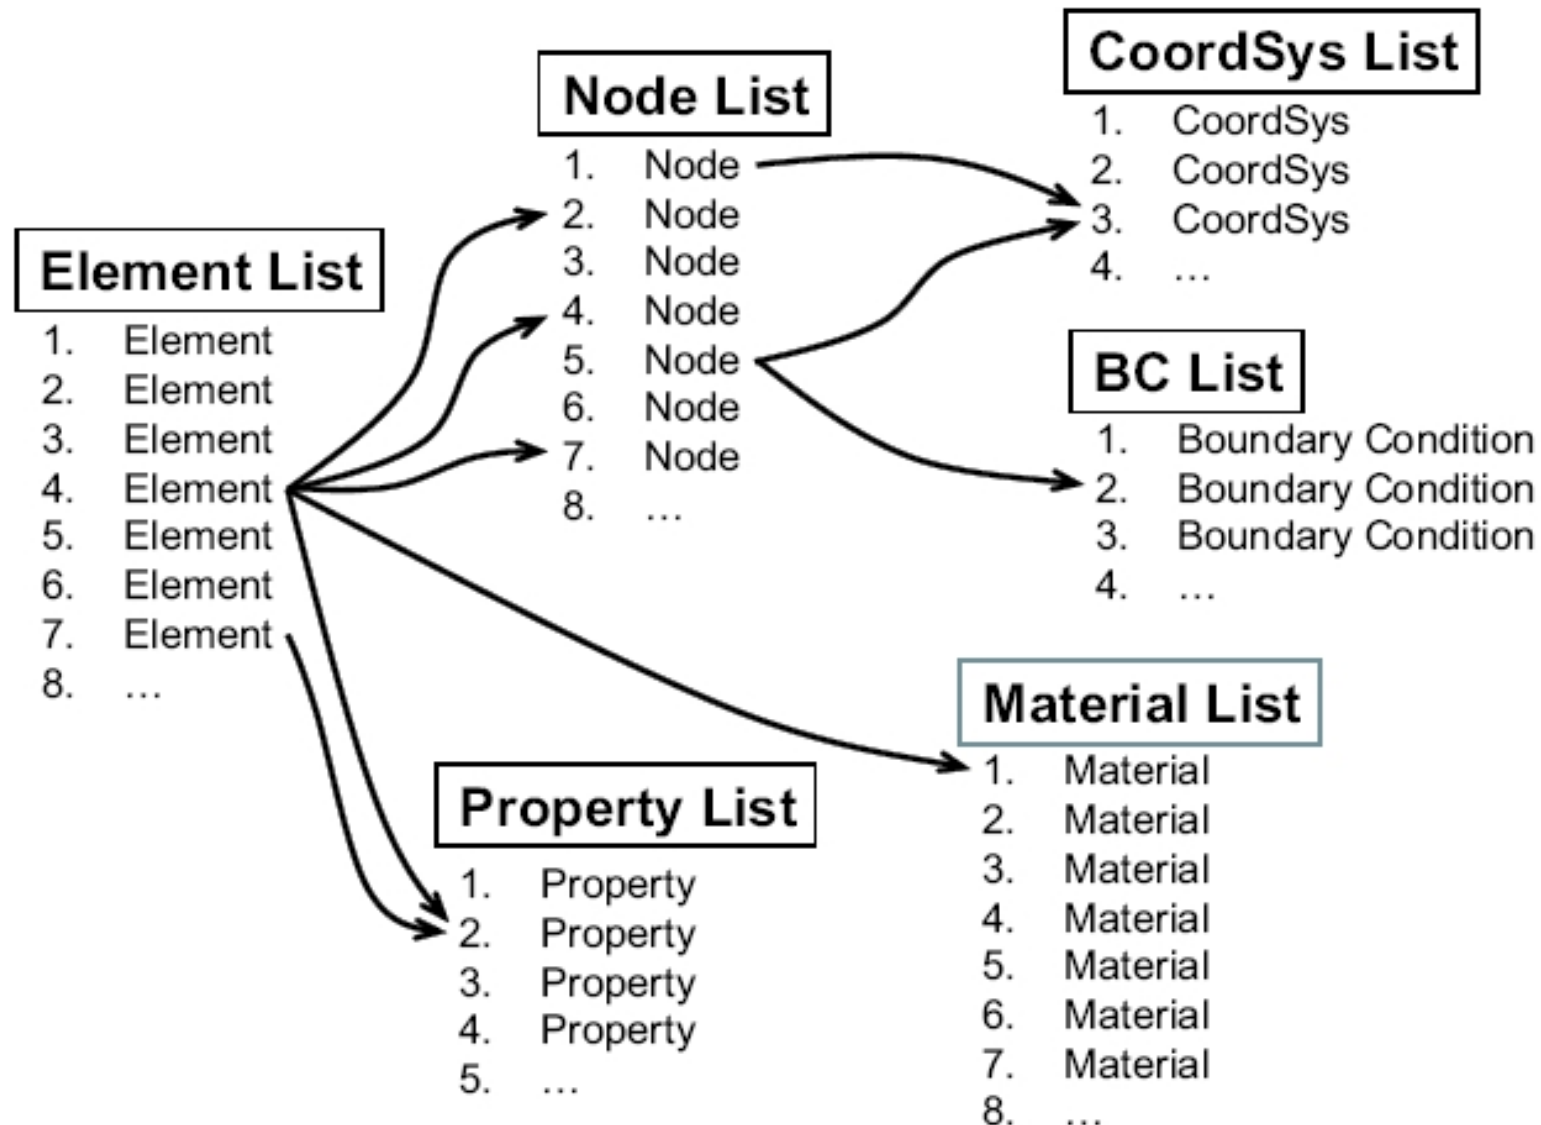 Element List
1. Element
2. Element
3. Element
4. Element
5. Element
6. Element
7. Element
8. ...
Node List
1. Node
2. Node
3. Node
4. Node
5. Node
6. Node
7. Node
8. ...
CoordSys List
1. CoordSys
2. CoordSys
3. CoordSys
4. ...
BC List
1. Boundary Condition
2. Boundary Condition
3. Boundary Condition
4. ...
Property List
1. Property
2. Property
3. Property
4. Property
5. ...
Material List
1. Material
2. Material
3. Material
4. Material
5. Material
6. Material
7. Material
8. ...